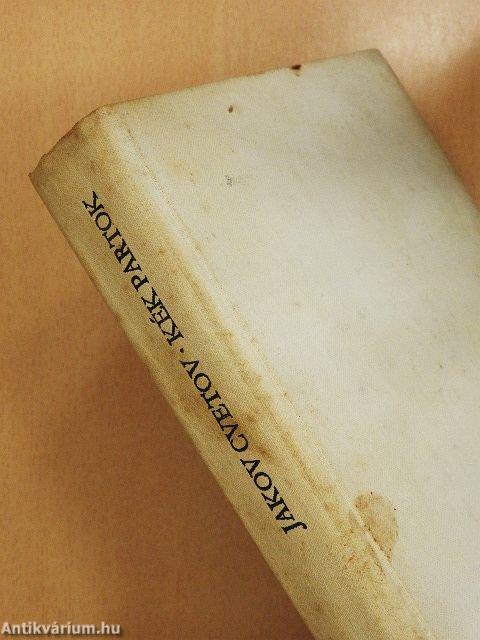 JAKOV CVETOV · KÉK PARTOK
Antikvárium.hu